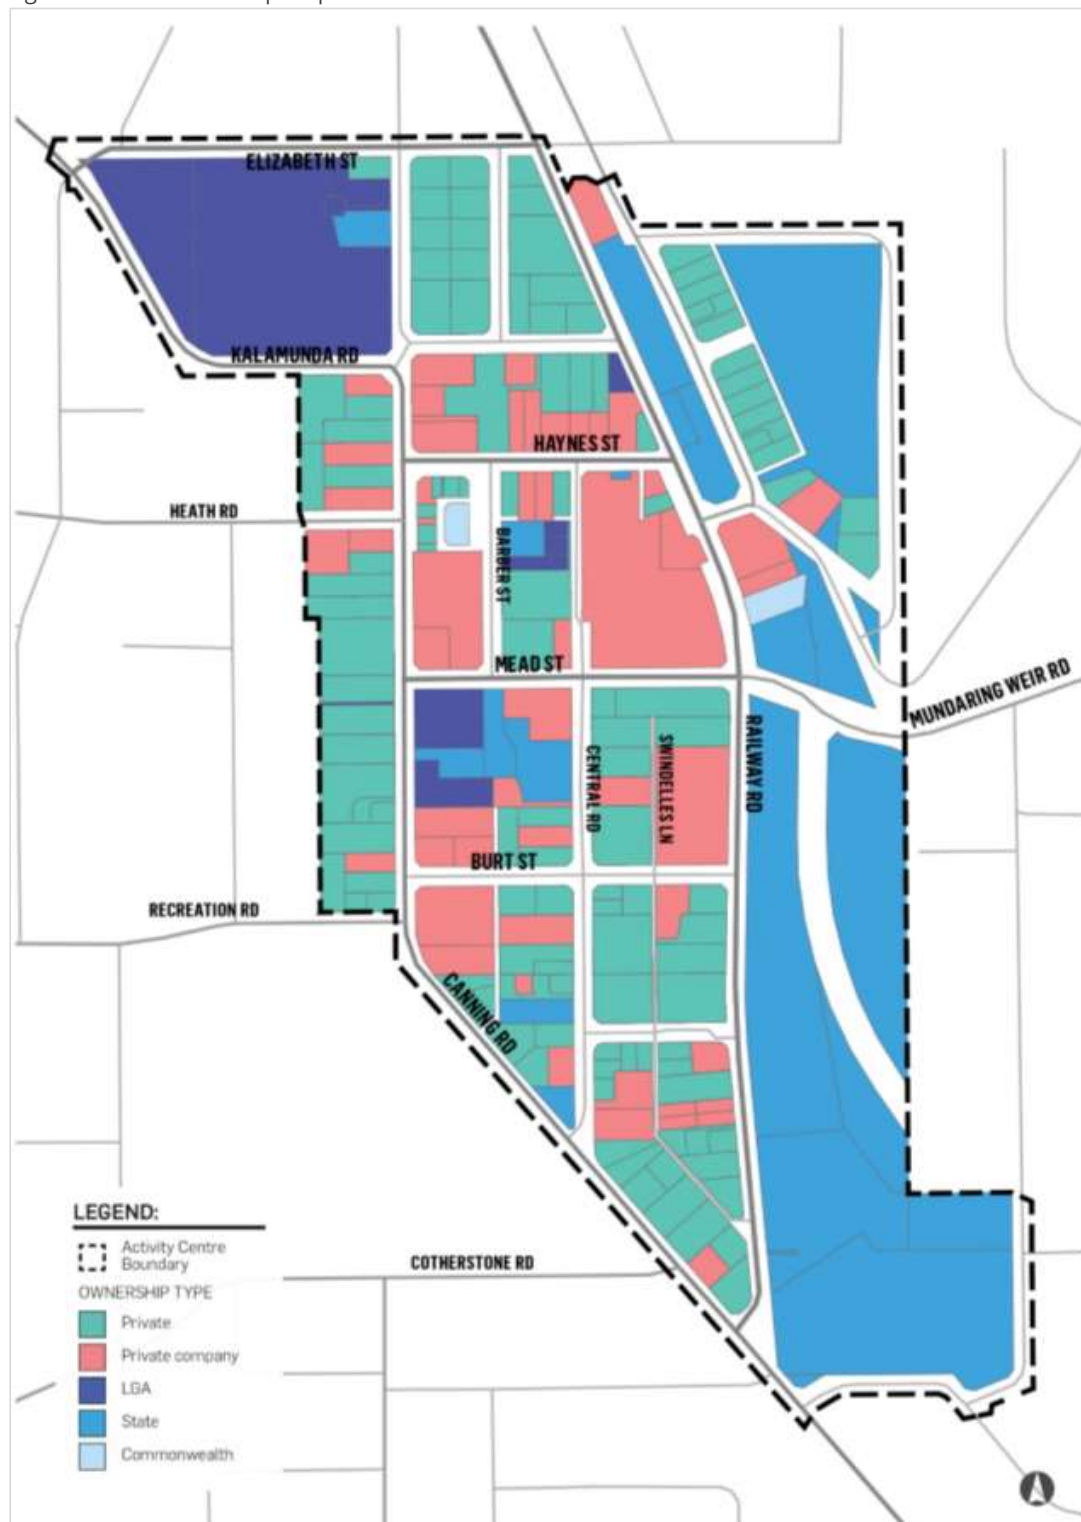 ELIZABETH ST
KALAMUNDA RD
HAYNES ST
HEATH RD
BARBER ST
MEAD ST
MUNDARING WEIR RD
RAILWAY RD
SWINDELLES LN
CENTRAL RD
BURT ST
RECREATION RD
CANNING RD
COTHERSTONE RD
LEGEND:
Activity Centre
Boundary
OWNERSHIP TYPE
Private
Private company
LGA
State
Commonwealth